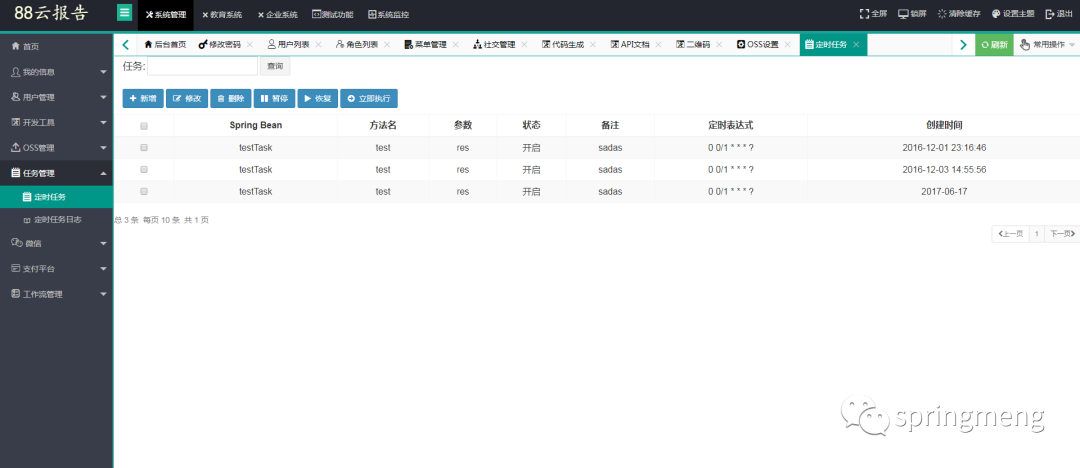 88云报告 系统管理 教育系统 企业系统 测试功能 系统监控 全屏 锁屏 清除缓存 设置主题 退出
后台首页 修改密码 用户列表 角色列表 菜单管理 社交管理 代码生成 API文档 二维码 OSS设置 定时任务 刷新 常用操作
首页
我的信息
用户管理
开发工具
OSS管理
任务管理
定时任务
定时任务日志
微信
支付平台
工作流管理
任务: 查询
新增 修改 删除 暂停 恢复 立即执行
Spring Bean 方法名 参数 状态 备注 定时表达式 创建时间
testTask test res 开启 sadas 0 0/1 * * * ? 2016-12-01 23:16:46
testTask test res 开启 sadas 0 0/1 * * * ? 2016-12-03 14:55:56
testTask test res 开启 sadas 0 0/1 * * * ? 2017-06-17
总 3 条 每页 10 条 共 1 页
上一页 1 下一页
springmeng